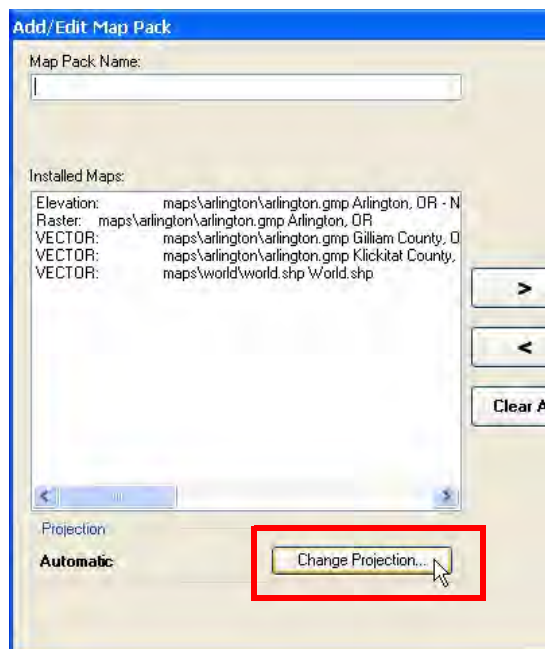 Add/Edit Map Pack
Map Pack Name:
Installed Maps:
Elevation: maps\arlington\arlington.gmp Arlington, OR - N
Raster: maps\arlington\arlington.gmp Arlington, OR
VECTOR: maps\arlington\arlington.gmp Gilliam County, O
VECTOR: maps\arlington\arlington.gmp Klickitat County,
VECTOR: maps\world\world.shp World.shp
>
<
Clear A
Projection
Automatic
Change Projection...